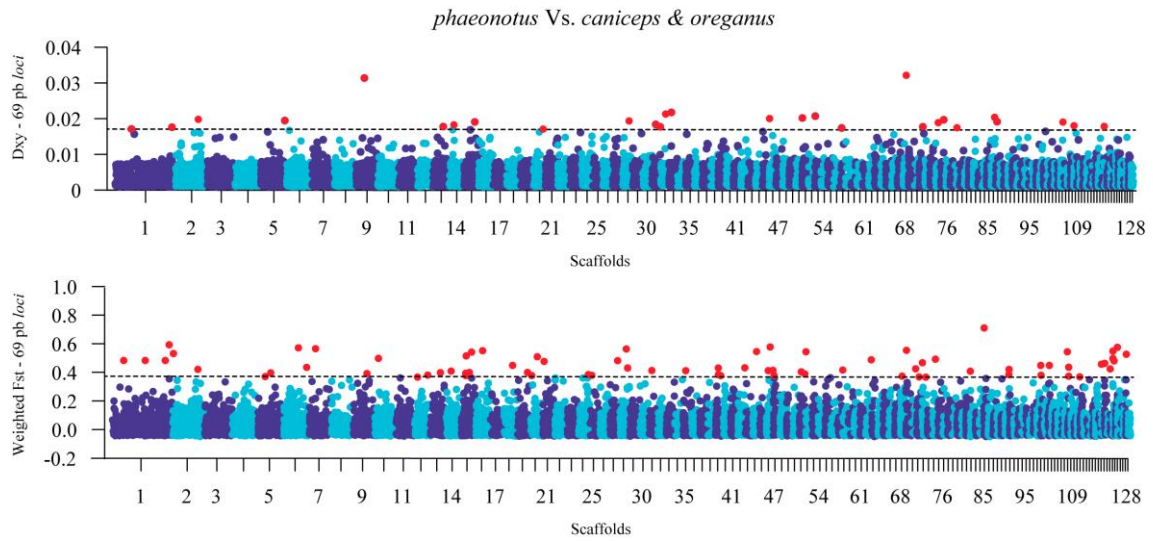 phaeonotus Vs. caniceps & oreganus
Dxy - 69 pb loci
0.04
0.03
0.02
0.01
0
1 2 3 5 7 9 11 14 17 21 25 30 35 41 47 54 61 68 76 85 95 109 128
Scaffolds
Weighted Fst - 69 pb loci
1.0
0.8
0.6
0.4
0.2
0.0
-0.2
1 2 3 5 7 9 11 14 17 21 25 30 35 41 47 54 61 68 76 85 95 109 128
Scaffolds